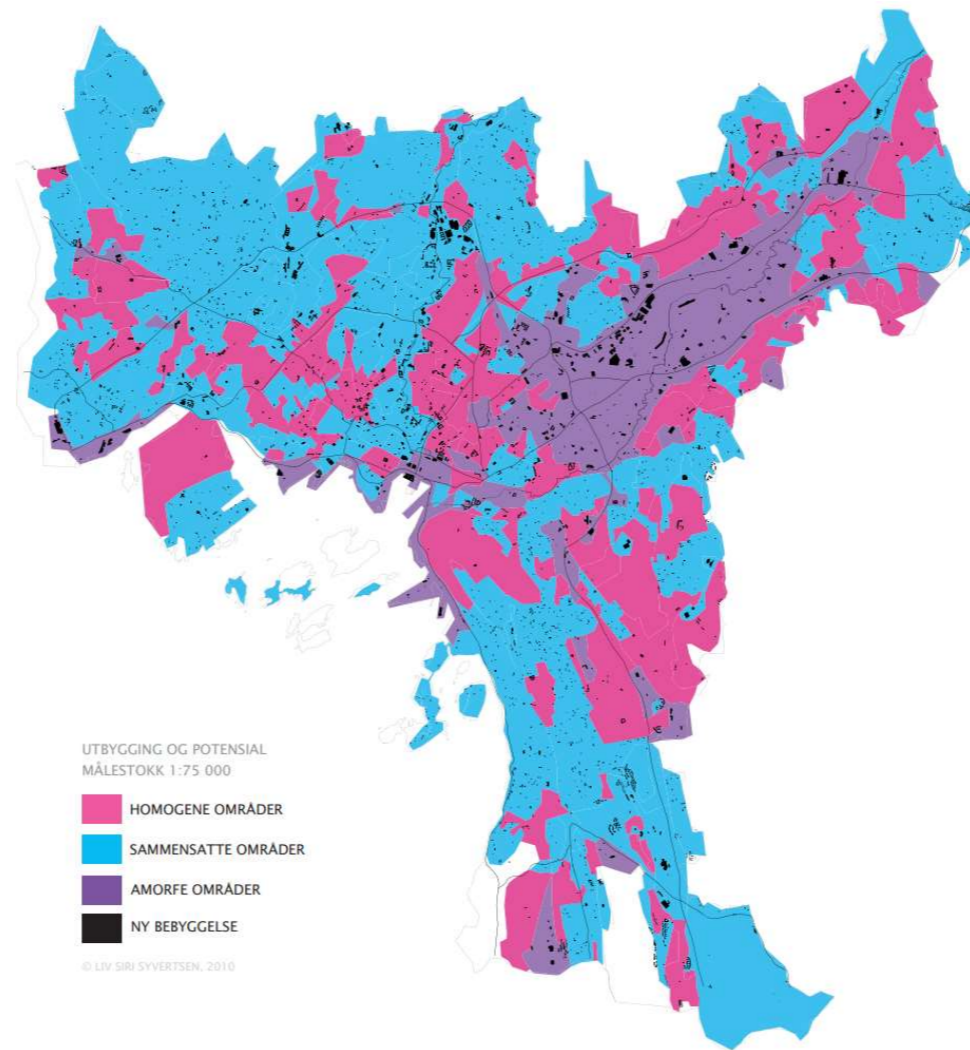 UTBYGGING OG POTENSIAL
MÅLESTOKK 1:75 000
HOMOGENE OMRÅDER
SAMMENSATTE OMRÅDER
AMORFE OMRÅDER
NY BEBYGGELSE
© LIV SIRI SYVERTSEN, 2010